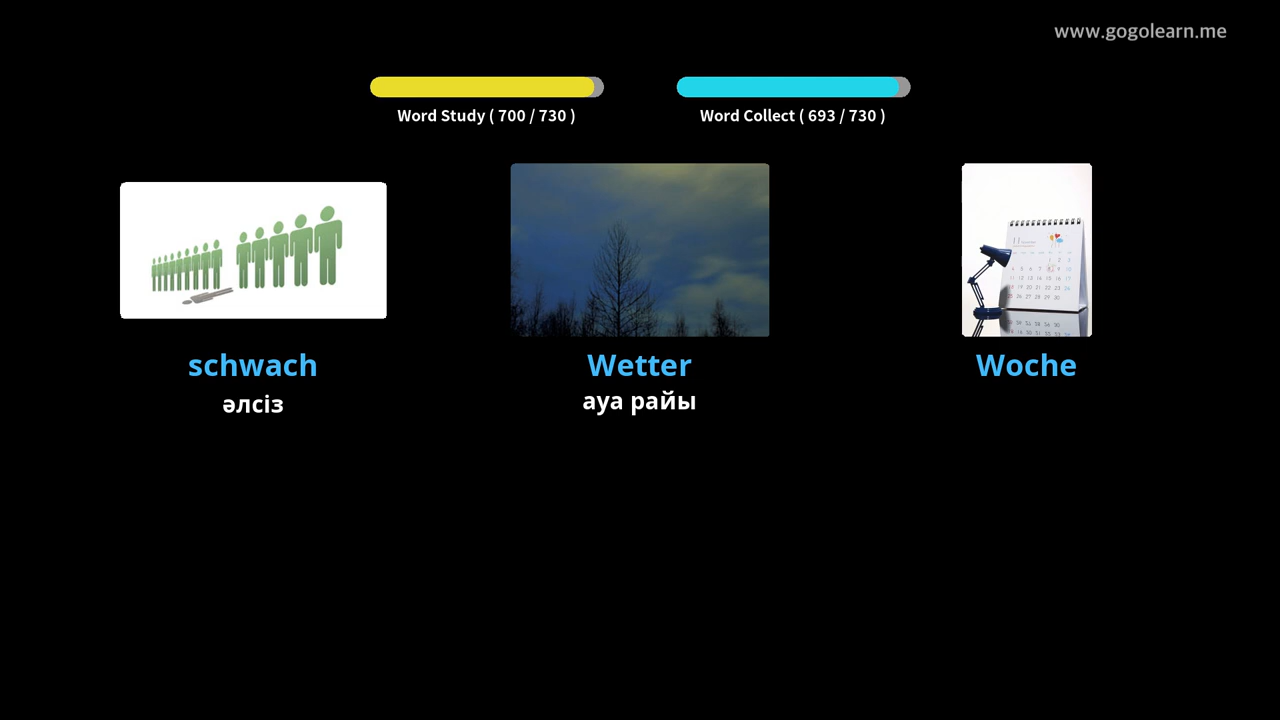 www.gogolearn.me
Word Study ( 700 / 730 )
Word Collect ( 693 / 730 )
schwach
әлсіз
Wetter
ауа райы
Woche